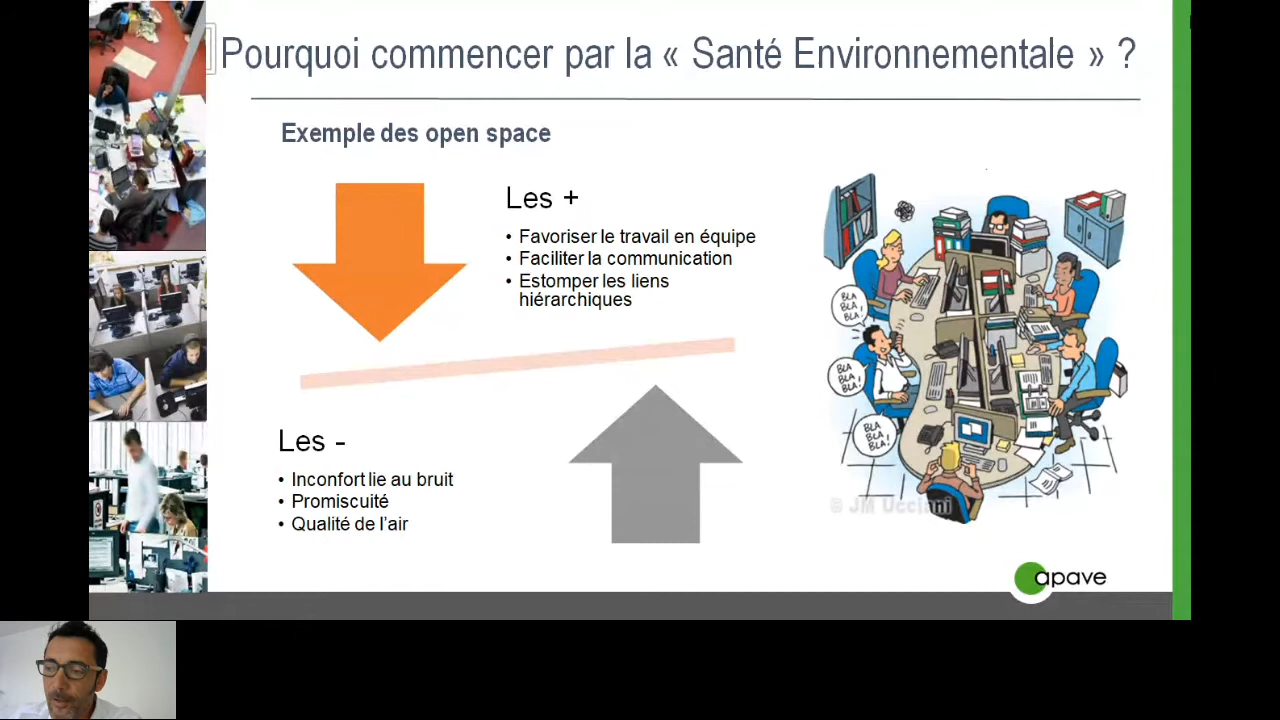 Pourquoi commencer par la « Santé Environnementale » ?
Exemple des open space
Les +
• Favoriser le travail en équipe
• Faciliter la communication
• Estomper les liens
hiérarchiques
Les -
• Inconfort lie au bruit
• Promiscuité
• Qualité de l’air
BLA
BLA
BLA!
BLA
BLA
BLA!
BLA
BLA
BLA!
© JM Ucciani
apave